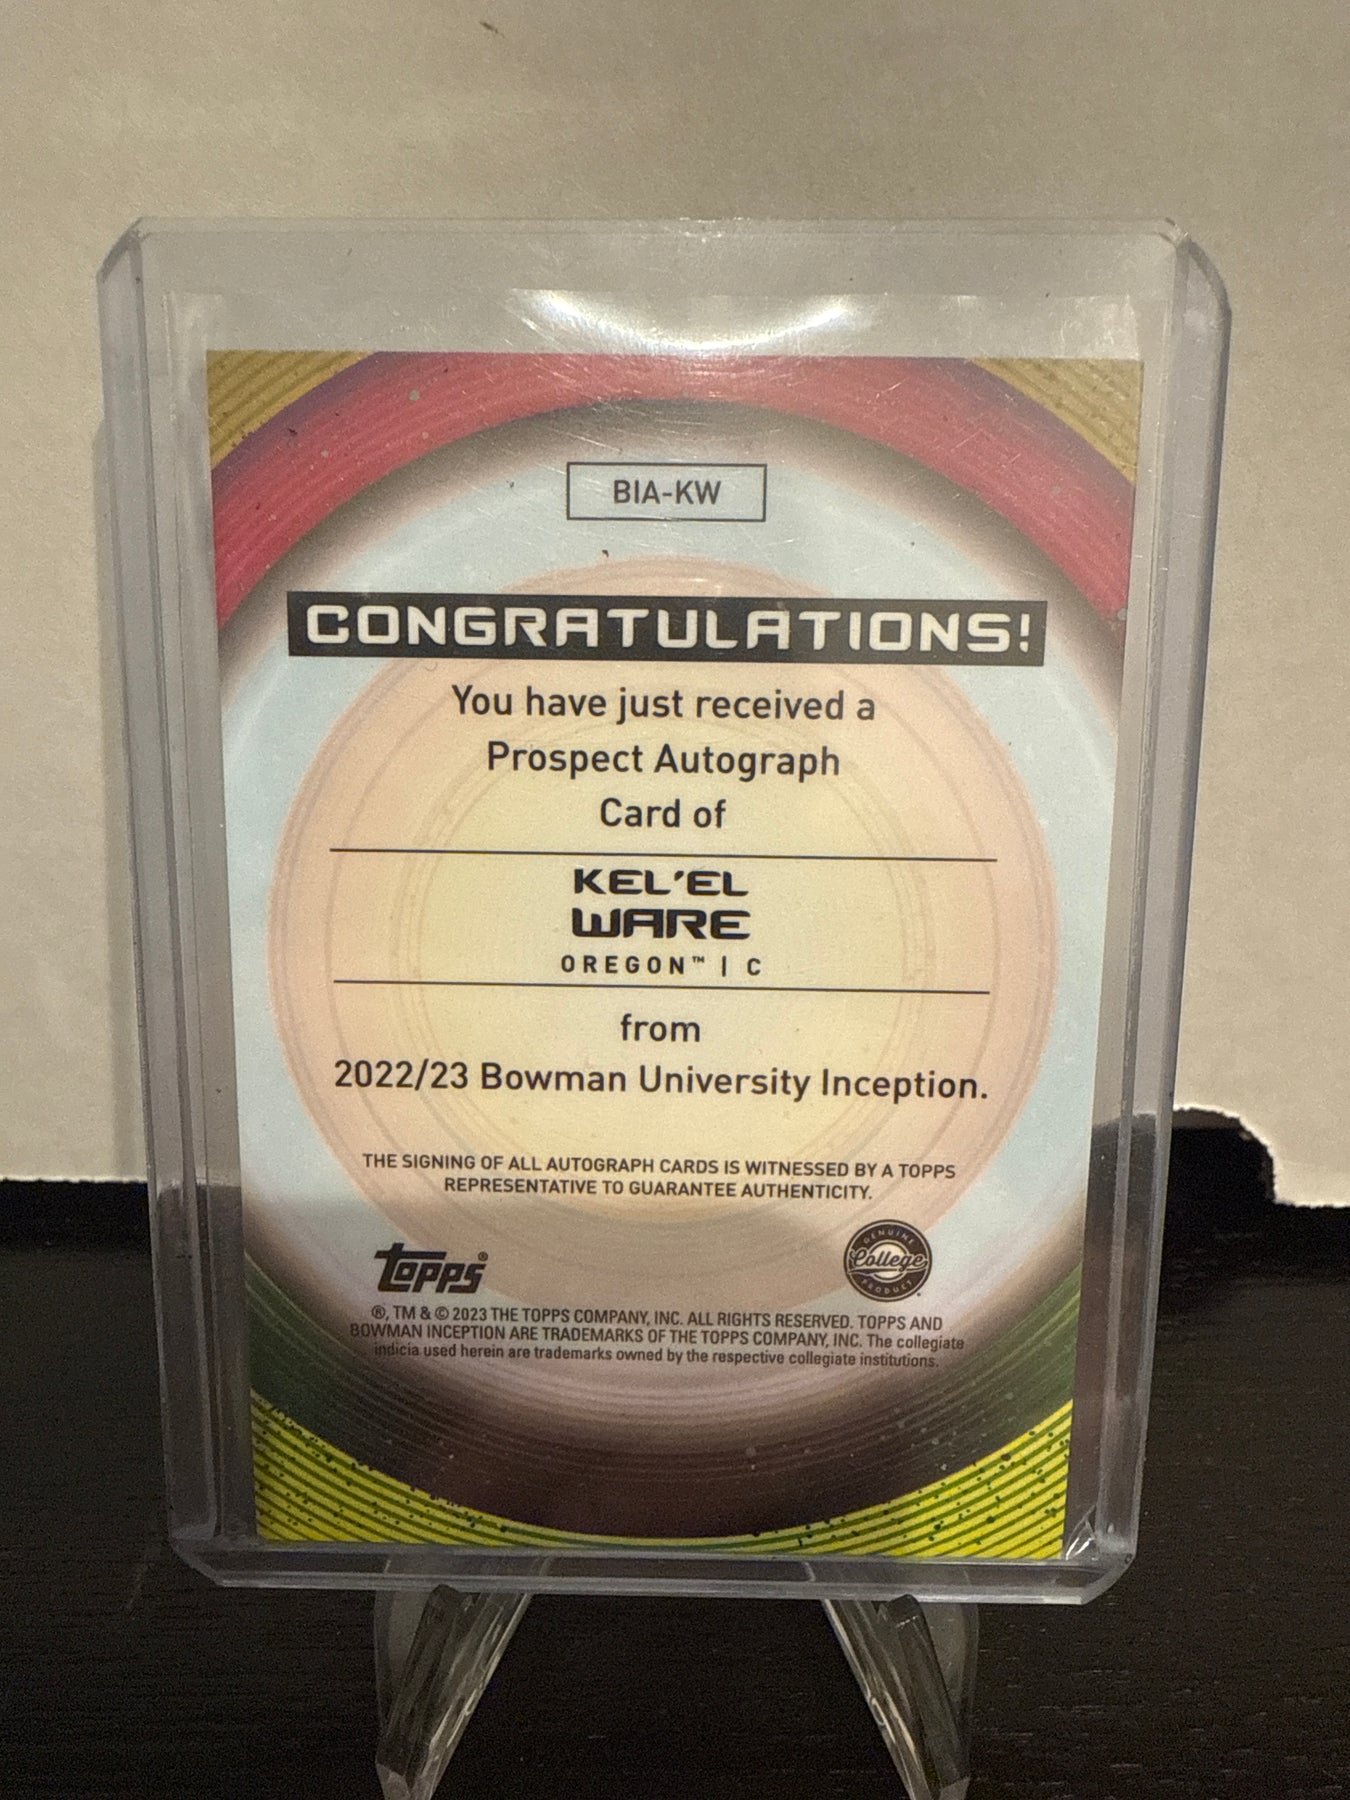 BIA-KW
CONGRATULATIONS!
You have just received a
Prospect Autograph
Card of
KEL'EL
WARE
OREGON™ | C
from
2022/23 Bowman University Inception.
THE SIGNING OF ALL AUTOGRAPH CARDS IS WITNESSED BY A TOPPS
REPRESENTATIVE TO GUARANTEE AUTHENTICITY.
topps®
GENUINE
College
PRODUCT
®, TM & © 2023 THE TOPPS COMPANY, INC. ALL RIGHTS RESERVED. TOPPS AND
BOWMAN INCEPTION ARE TRADEMARKS OF THE TOPPS COMPANY, INC. The collegiate
indicia used herein are trademarks owned by the respective collegiate institutions.